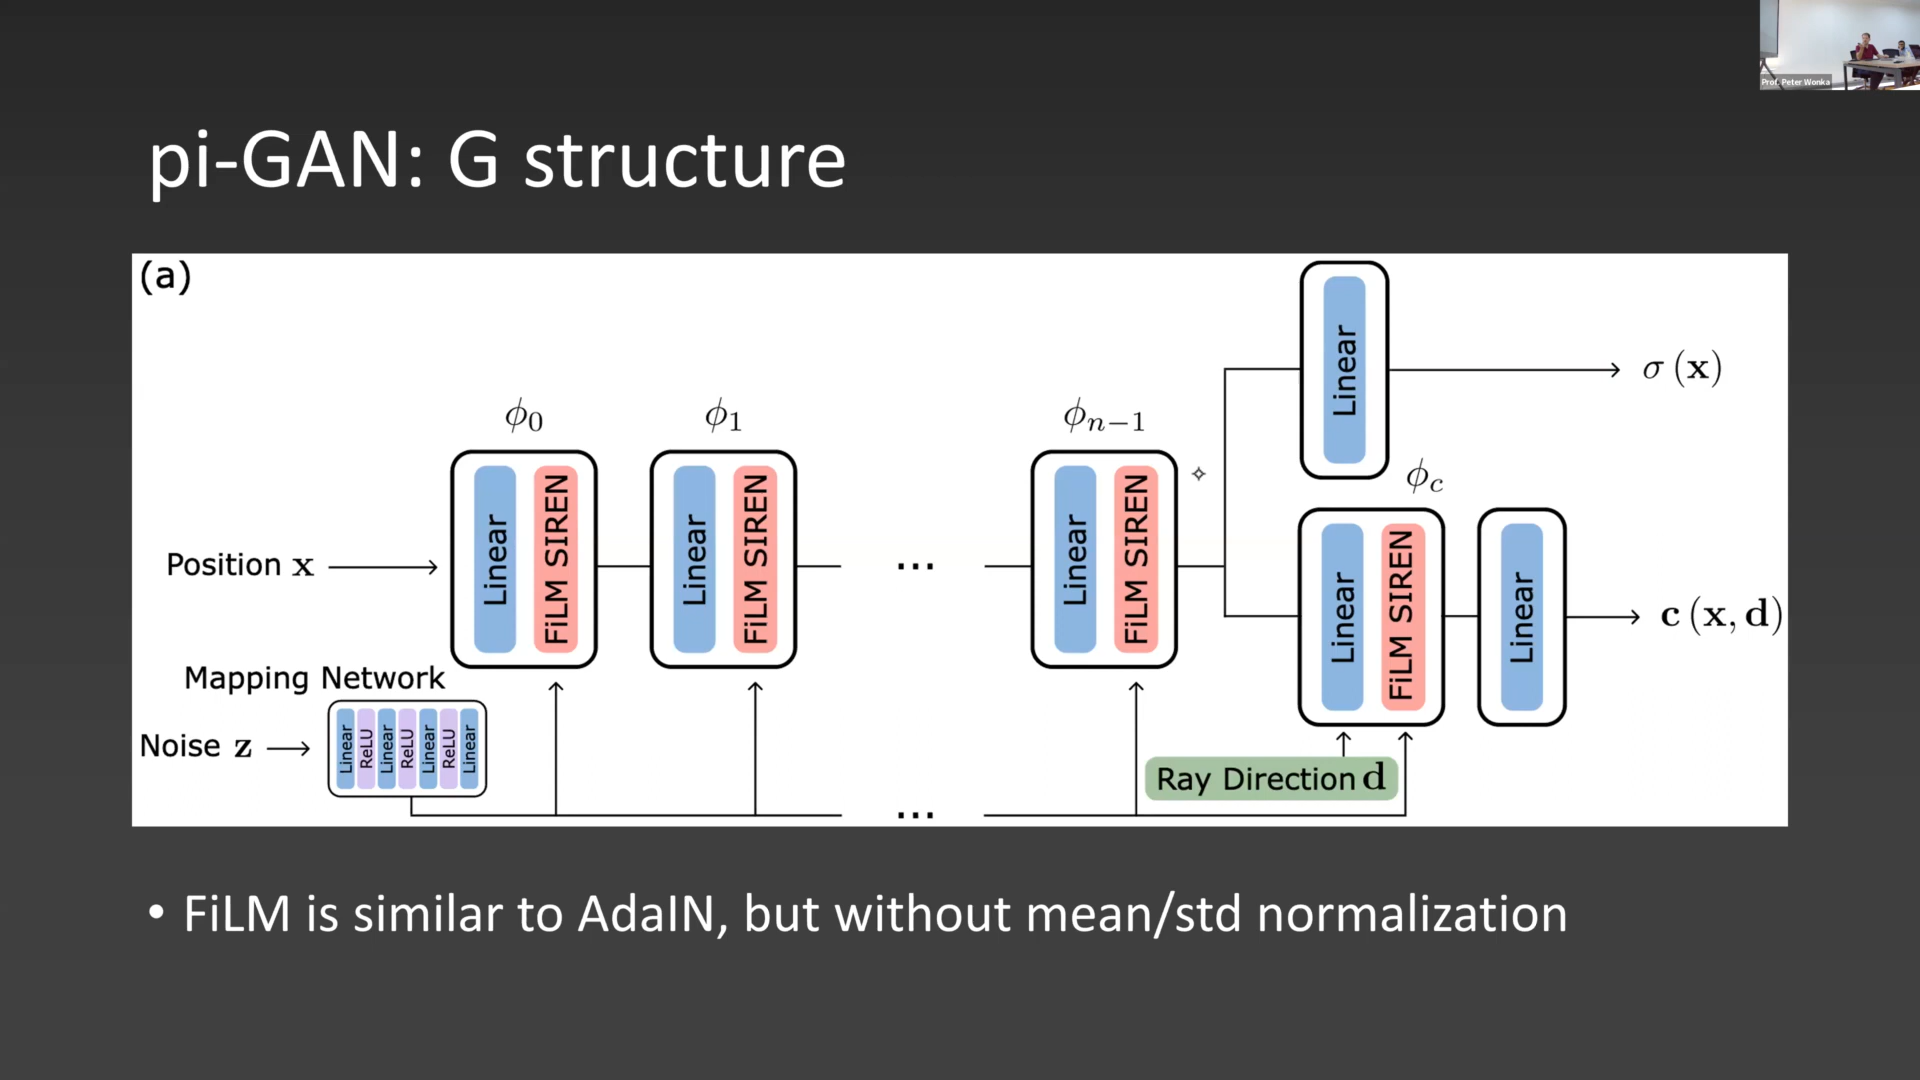 Prof. Peter Wonka
pi-GAN: G structure
(a)
ϕ₀
ϕ₁
ϕₙ₋₁
Linear
σ (x)
ϕ_c
Position x
Linear
FiLM SIREN
Linear
FiLM SIREN
...
Linear
FiLM SIREN
Linear
FiLM SIREN
Linear
c (x, d)
Mapping Network
Noise z
Linear
ReLU
Linear
ReLU
Linear
ReLU
Linear
Ray Direction d
...
• FiLM is similar to AdaIN, but without mean/std normalization